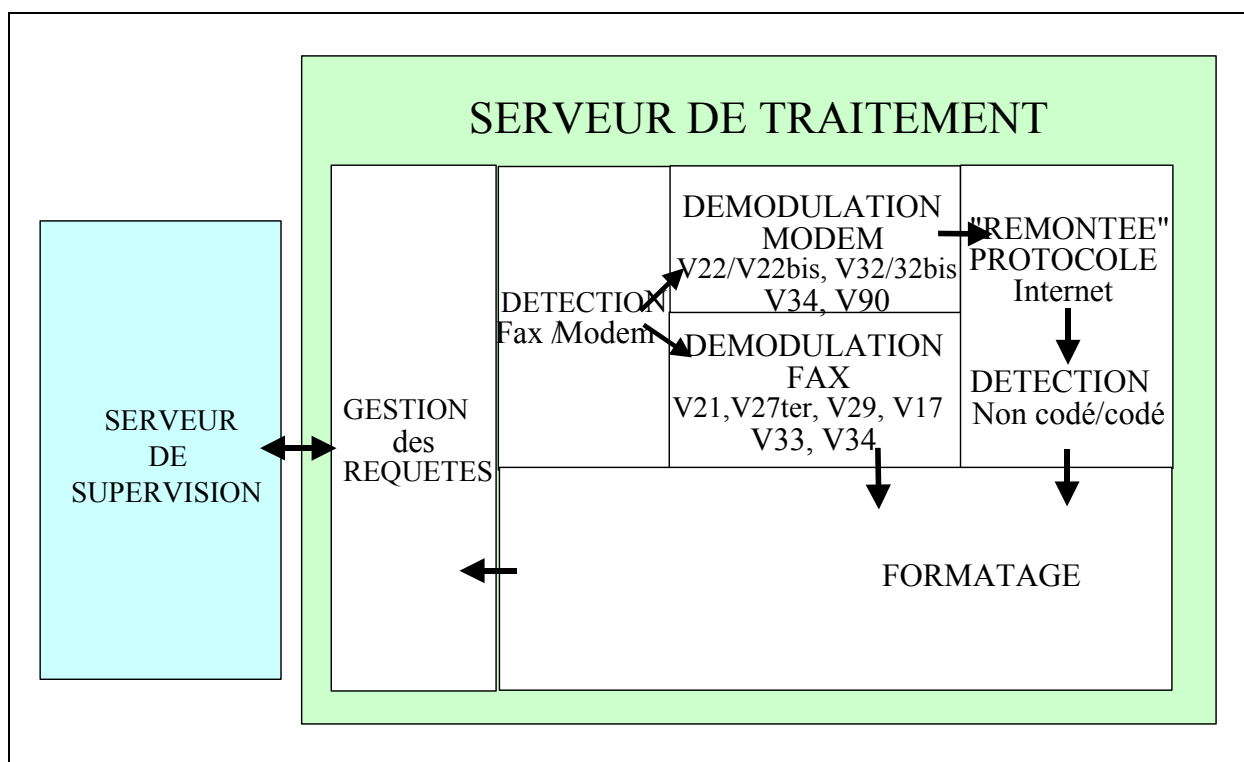 SERVEUR DE TRAITEMENT
SERVEUR
DE
SUPERVISION
GESTION
des
REQUETES
DETECTION
Fax /Modem
DEMODULATION
MODEM
V22/V22bis, V32/32bis
V34, V90
DEMODULATION
FAX
V21,V27ter, V29, V17
V33, V34
"REMONTEE"
PROTOCOLE
Internet
DETECTION
Non codé/codé
FORMATAGE